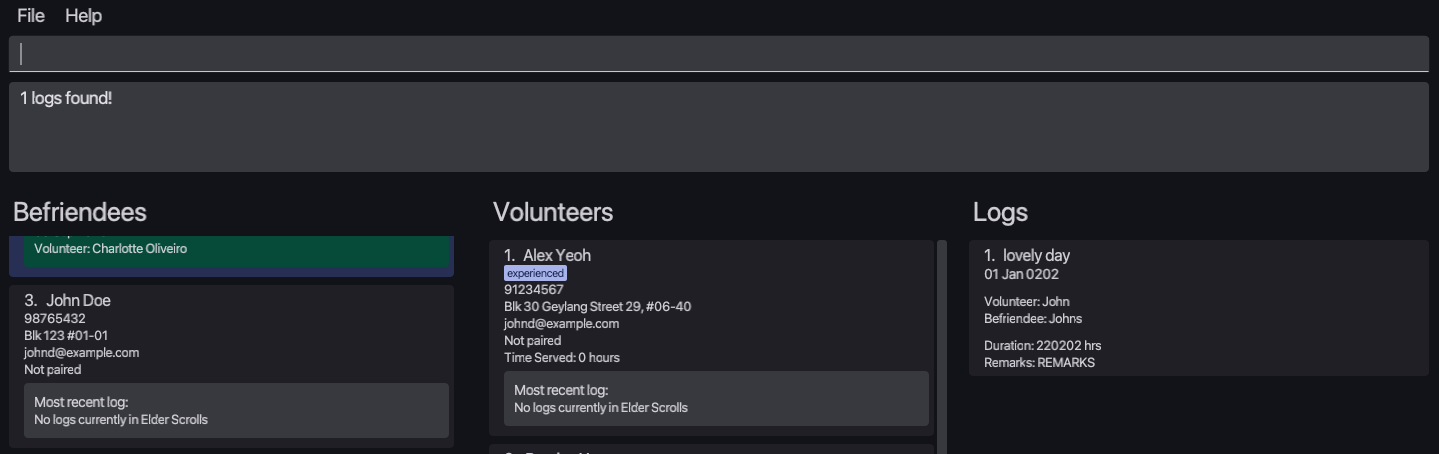 File Help
1 logs found!
Befriendees
Volunteer: Charlotte Oliveiro
3. John Doe
98765432
Blk 123 #01-01
johnd@example.com
Not paired
Most recent log:
No logs currently in Elder Scrolls
Volunteers
1. Alex Yeoh
experienced
91234567
Blk 30 Geylang Street 29, #06-40
johnd@example.com
Not paired
Time Served: 0 hours
Most recent log:
No logs currently in Elder Scrolls
Logs
1. lovely day
01 Jan 0202
Volunteer: John
Befriendee: Johns
Duration: 220202 hrs
Remarks: REMARKS